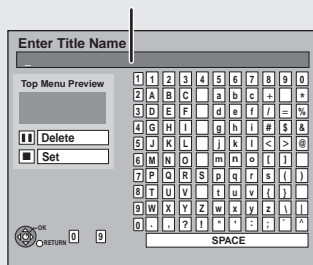 Enter Title Name
_
Top Menu Preview
Delete
Set
1 1 2 3 4 5 6 7 8 9 0
2 A B C a b c + *
3 D E F d e f / = %
4 G H I g h i # $ &
5 J K L j k l < > @
6 M N O m n o [ ]
7 P Q R S p q r s ( )
8 T U V t u v { }
9 W X Y Z w x y z \ |
0 . , ? ! " ' : ; ` ^
SPACE
OK
RETURN 0 9